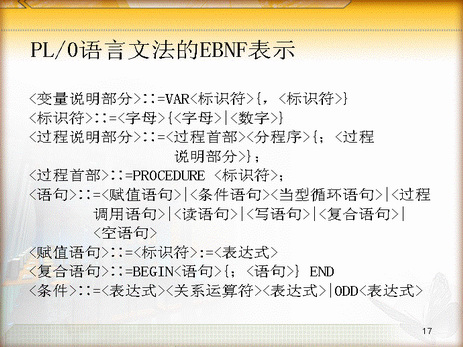 PL/0语言文法的EBNF表示
<变量说明部分>::=VAR<标识符>{, <标识符>}
<标识符>::=<字母>{<字母>|<数字>}
<过程说明部分>::=<过程首部><分程序>{; <过程
说明部分>};
<过程首部>::=PROCEDURE <标识符>;
<语句>::=<赋值语句>|<条件语句><当型循环语句>|<过程
调用语句>|<读语句>|<写语句>|<复合语句>|
<空语句>
<赋值语句>::=<标识符>:=<表达式>
<复合语句>::=BEGIN<语句>{; <语句>} END
<条件>::=<表达式><关系运算符><表达式>|ODD<表达式>
17